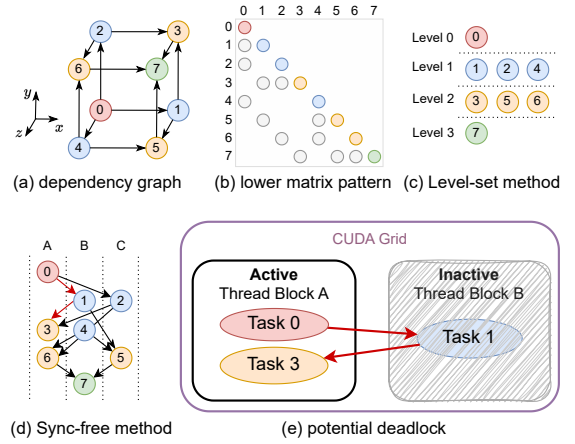 2
3
6
7
0
1
4
5
y
x
z
(a) dependency graph
0 1 2 3 4 5 6 7
0
1
2
3
4
5
6
7
(b) lower matrix pattern
Level 0 0
Level 1 1 2 4
Level 2 3 5 6
Level 3 7
(c) Level-set method
A B C
0
1
2
3
4
6
5
7
(d) Sync-free method
CUDA Grid
Active
Thread Block A
Task 0
Task 3
Inactive
Thread Block B
Task 1
(e) potential deadlock